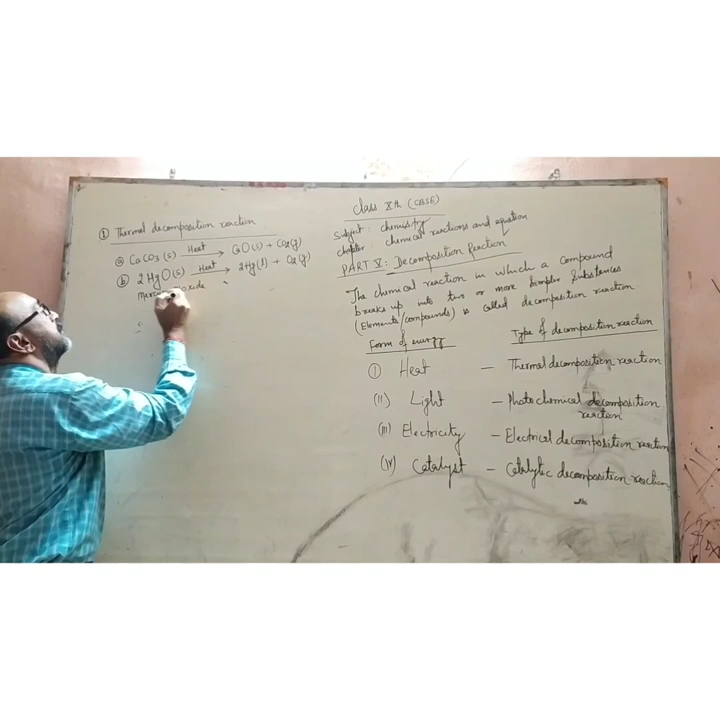 ① Thermal decomposition reaction
ⓐ CaCO3(s) Heat → CaO(s) + CO2(g)
ⓑ 2HgO(s) Heat → 2Hg(l) + O2(g)
oxide
Class Xth (CBSE)
Subject: chemistry
chapter: chemical reactions and equation
PART V: Decomposition Reaction
The chemical reaction in which a compound
breaks up into two or more simpler substances
(Elements/compounds) is called decomposition reaction
Form of energy Type of decomposition reaction
(I) Heat — Thermal decomposition reaction
(II) Light — Photochemical decomposition
reaction
(III) Electricity — Electrical decomposition reaction
(IV) Catalyst — Catalytic decomposition reaction